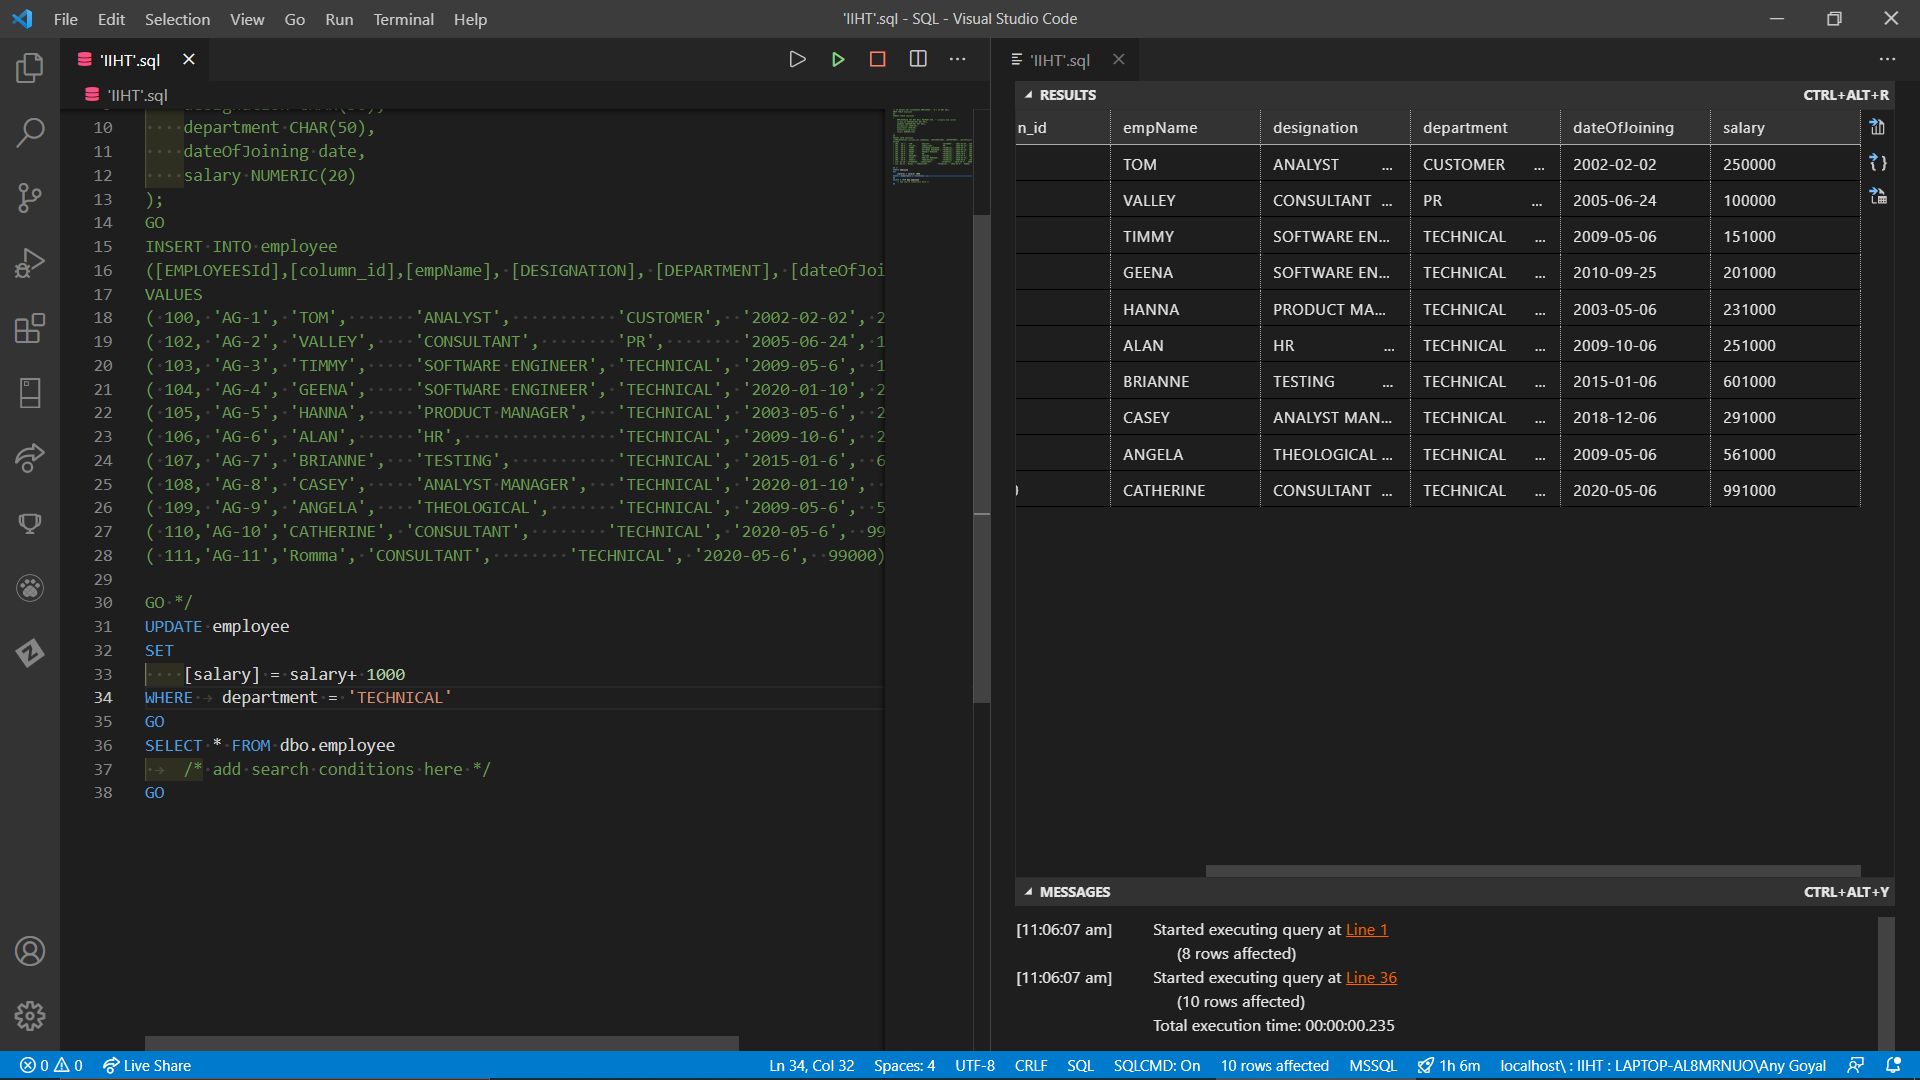 File Edit Selection View Go Run Terminal Help
'IIHT'.sql - SQL - Visual Studio Code
'IIHT'.sql
'IIHT'.sql
10 department CHAR(50),
11 dateOfJoining date,
12 salary NUMERIC(20)
13 );
14 GO
15 INSERT INTO employee
16 ([EMPLOYEESId],[column_id],[empName], [DESIGNATION], [DEPARTMENT], [dateOfJoi
17 VALUES
18 ( 100, 'AG-1', 'TOM', 'ANALYST', 'CUSTOMER', '2002-02-02', 2
19 ( 102, 'AG-2', 'VALLEY', 'CONSULTANT', 'PR', '2005-06-24', 1
20 ( 103, 'AG-3', 'TIMMY', 'SOFTWARE ENGINEER', 'TECHNICAL', '2009-05-6', 1
21 ( 104, 'AG-4', 'GEENA', 'SOFTWARE ENGINEER', 'TECHNICAL', '2020-01-10', 2
22 ( 105, 'AG-5', 'HANNA', 'PRODUCT MANAGER', 'TECHNICAL', '2003-05-6', 2
23 ( 106, 'AG-6', 'ALAN', 'HR', 'TECHNICAL', '2009-10-6', 2
24 ( 107, 'AG-7', 'BRIANNE', 'TESTING', 'TECHNICAL', '2015-01-6', 6
25 ( 108, 'AG-8', 'CASEY', 'ANALYST MANAGER', 'TECHNICAL', '2020-01-10',
26 ( 109, 'AG-9', 'ANGELA', 'THEOLOGICAL', 'TECHNICAL', '2009-05-6', 5
27 ( 110,'AG-10','CATHERINE', 'CONSULTANT', 'TECHNICAL', '2020-05-6', 99
28 ( 111,'AG-11','Romma', 'CONSULTANT', 'TECHNICAL', '2020-05-6', 99000)
29
30 GO */
31 UPDATE employee
32 SET
33 [salary] = salary+ 1000
34 WHERE department = 'TECHNICAL'
35 GO
36 SELECT * FROM dbo.employee
37 /* add search conditions here */
38 GO
'IIHT'.sql
RESULTS CTRL+ALT+R
n_id empName designation department dateOfJoining salary
TOM ANALYST ... CUSTOMER ... 2002-02-02 250000
VALLEY CONSULTANT ... PR ... 2005-06-24 100000
TIMMY SOFTWARE EN... TECHNICAL ... 2009-05-06 151000
GEENA SOFTWARE EN... TECHNICAL ... 2010-09-25 201000
HANNA PRODUCT MA... TECHNICAL ... 2003-05-06 231000
ALAN HR ... TECHNICAL ... 2009-10-06 251000
BRIANNE TESTING ... TECHNICAL ... 2015-01-06 601000
CASEY ANALYST MAN... TECHNICAL ... 2018-12-06 291000
ANGELA THEOLOGICAL ... TECHNICAL ... 2009-05-06 561000
CATHERINE CONSULTANT ... TECHNICAL ... 2020-05-06 991000
MESSAGES CTRL+ALT+Y
[11:06:07 am] Started executing query at Line 1
(8 rows affected)
[11:06:07 am] Started executing query at Line 36
(10 rows affected)
Total execution time: 00:00:00.235
0 0 Live Share Ln 34, Col 32 Spaces: 4 UTF-8 CRLF SQL SQLCMD: On 10 rows affected MSSQL 1h 6m localhost\ : IIHT : LAPTOP-AL8MRNUO\Any Goyal